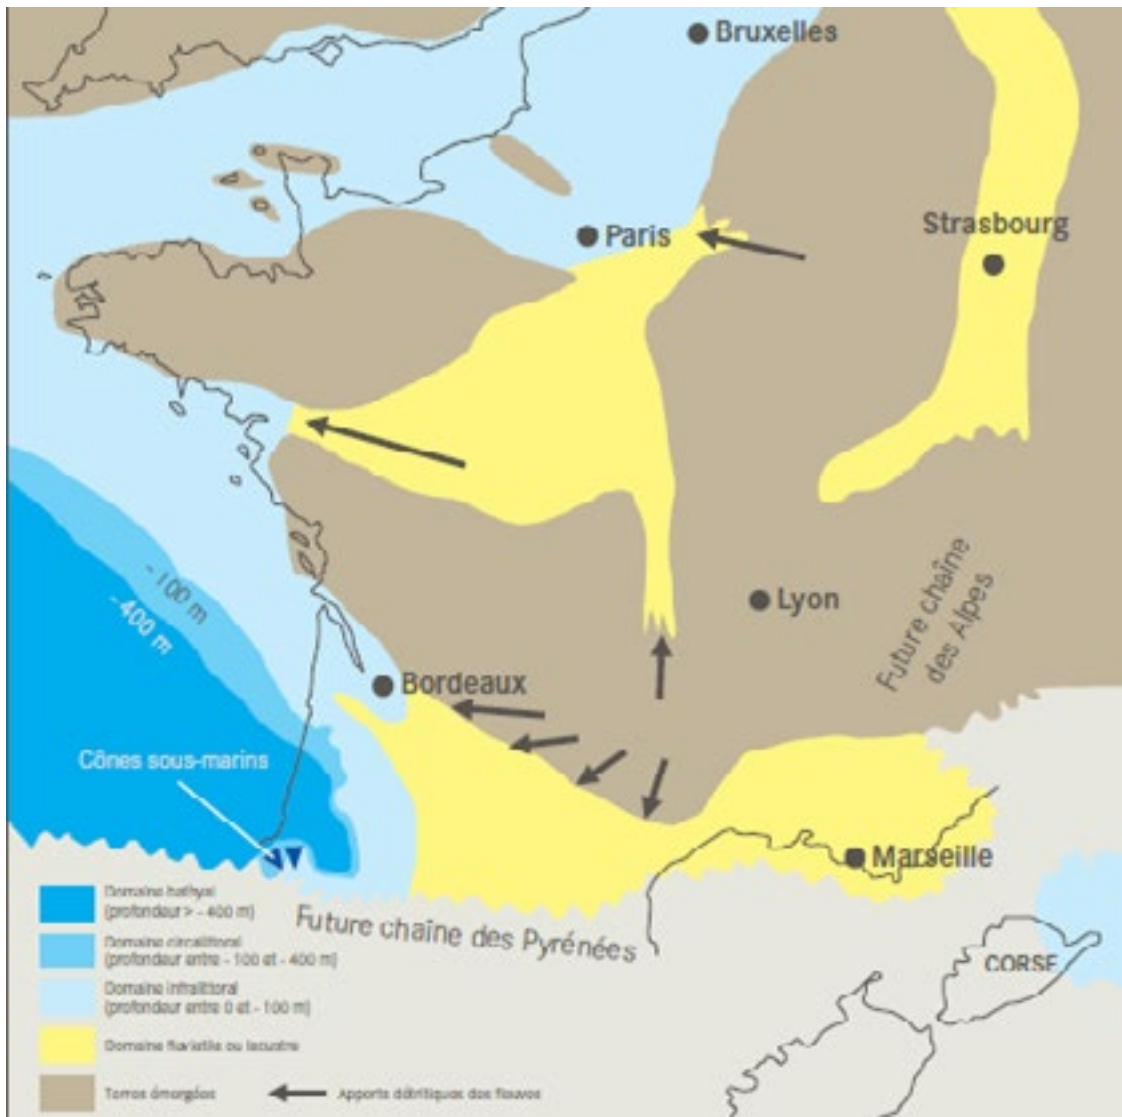 Bruxelles
Paris
Strasbourg
Lyon
Future chaîne
des Alpes
- 100 m
- 400 m
Bordeaux
Cônes sous-marins
Marseille
Future chaîne des Pyrénées
CORSE
Domaine bathyal
(profondeur > - 400 m)
Domaine circalittoral
(profondeur entre - 100 et - 400 m)
Domaine infralittoral
(profondeur entre 0 et - 100 m)
Domaine fluviatile ou lacustre
Terres émergées
Apports détritiques des fleuves